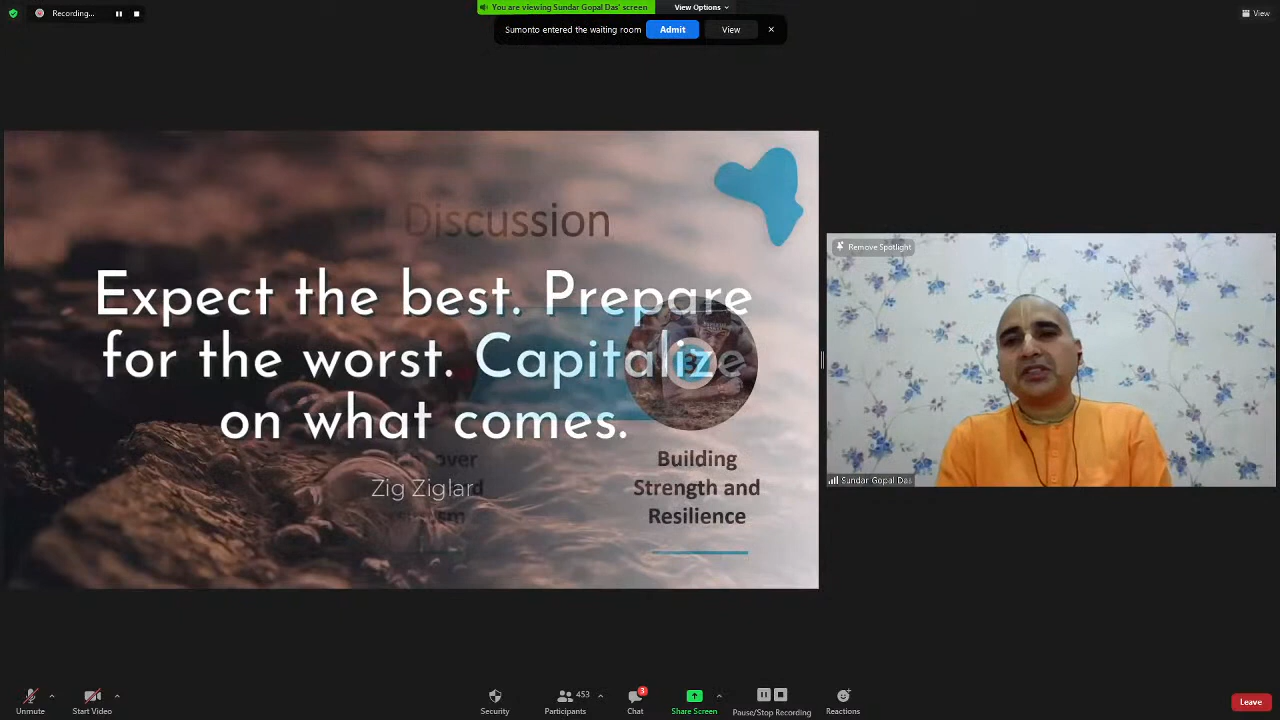 Recording...
You are viewing Sundar Gopal Das' screen
View Options
View
Sumonto entered the waiting room
Admit
View
Discussion
Expect the best. Prepare
for the worst. Capitalize
on what comes.
Zig Ziglar
3
Building
Strength and
Resilience
Remove Spotlight
Sundar Gopal Das
Unmute
Start Video
Security
453
Participants
3
Chat
Share Screen
Pause/Stop Recording
Reactions
Leave